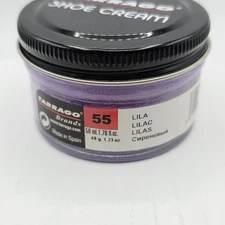 SHOE CREAM
TARRAGO
Brands
Made in Spain
55
50 ml 1.70 fl.oz.
49 g. 1.73 oz
LILA
LILAC
LILAS
Сиреневый